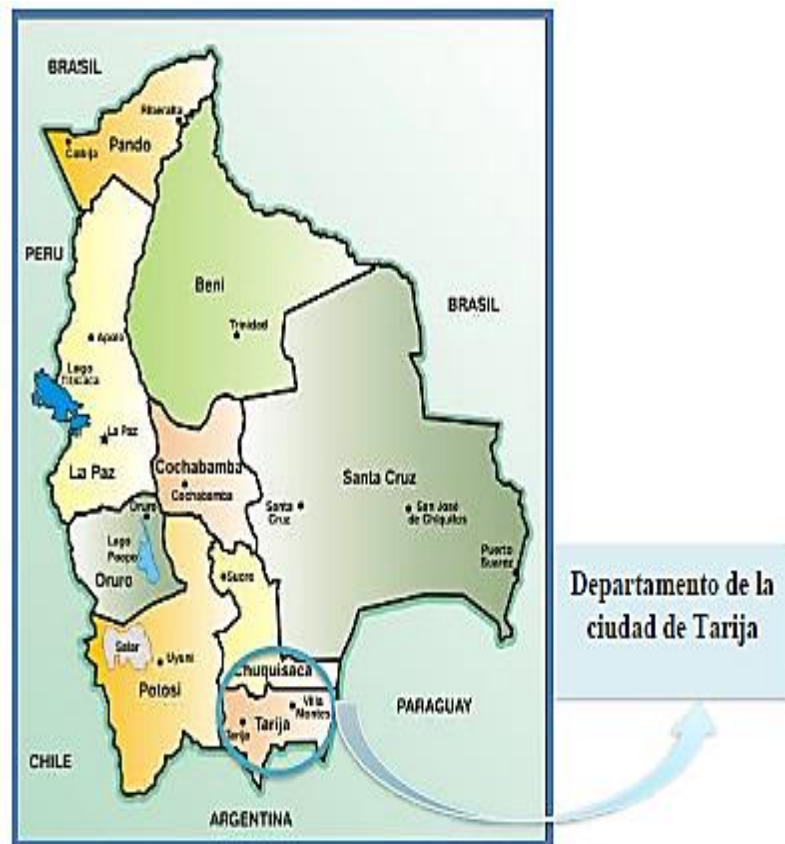 BRASIL
Riberalta
Cobija
Pando
PERU
Beni
BRASIL
Trinidad
Apolo
Lago
Titicaca
La Paz
La Paz
Cochabamba
Cochabamba
Santa Cruz
Santa
Cruz
San José
de Chiquitos
Puerto
Suarez
Oruro
Lago
Poopo
Oruro
Sucre
Salar
Uyuni
Potosi
Chuquisaca
Villa
Montes
Tarija
Tarija
PARAGUAY
CHILE
ARGENTINA
Departamento de la
ciudad de Tarija